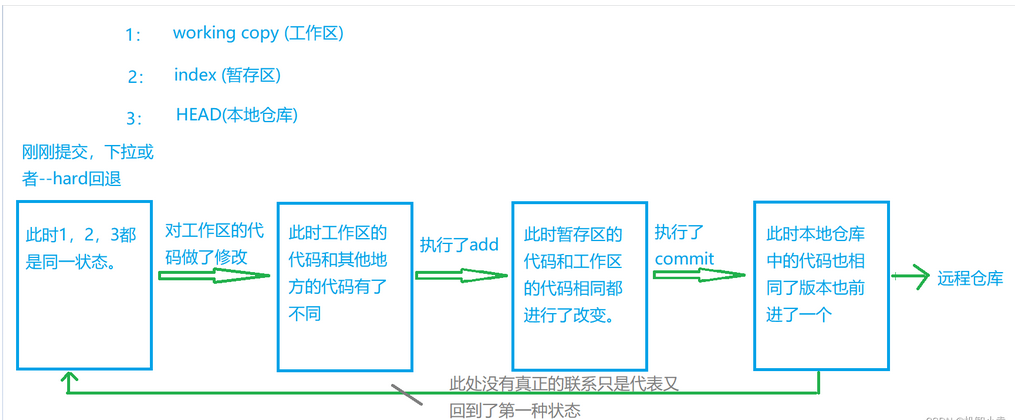 1： working copy (工作区)
2： index (暂存区)
3： HEAD(本地仓库)
刚刚提交，下拉或
者--hard回退
此时1，2，3都
是同一状态。
对工作区的代
码做了修改
此时工作区的
代码和其他地
方的代码有了
不同
执行了add
此时暂存区的
代码和工作区
的代码相同都
进行了改变。
执行了
commit
此时本地仓库
中的代码也相
同了版本也前
进了一个
远程仓库
此处没有真正的联系只是代表又
回到了第一种状态